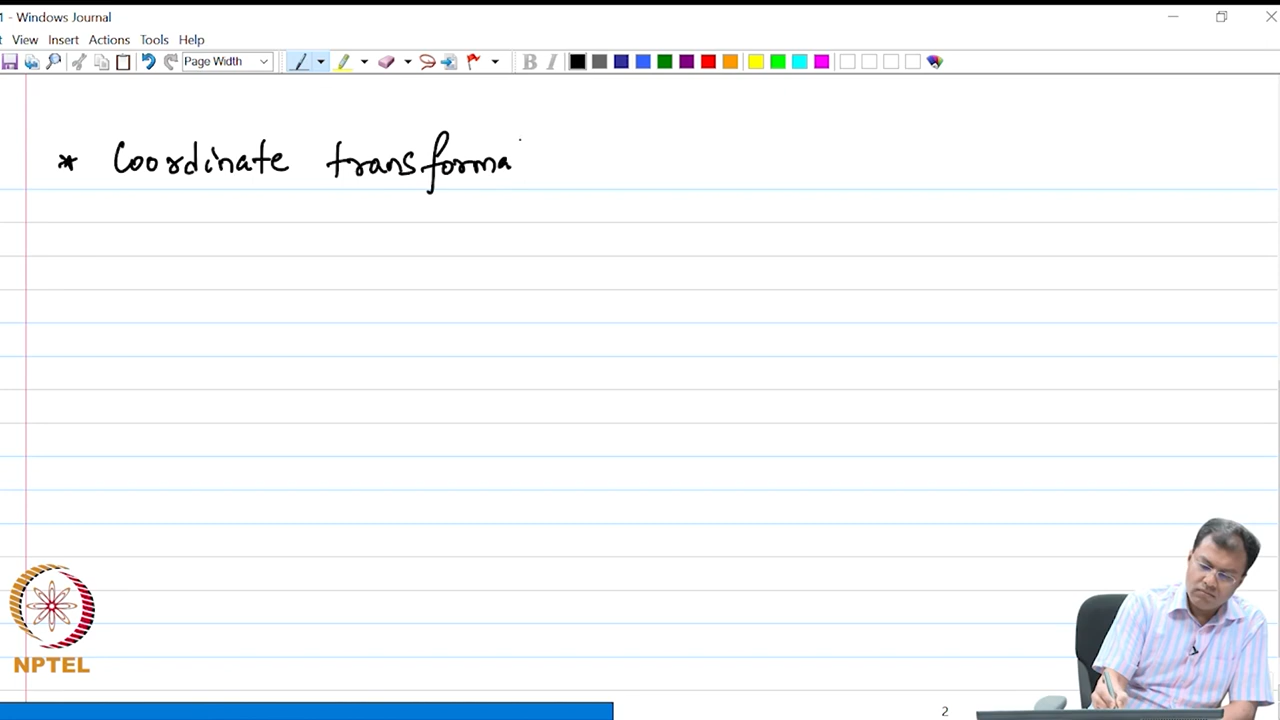 1 - Windows Journal
t View Insert Actions Tools Help
Page Width B I
* Coordinate transforma
NPTEL
2